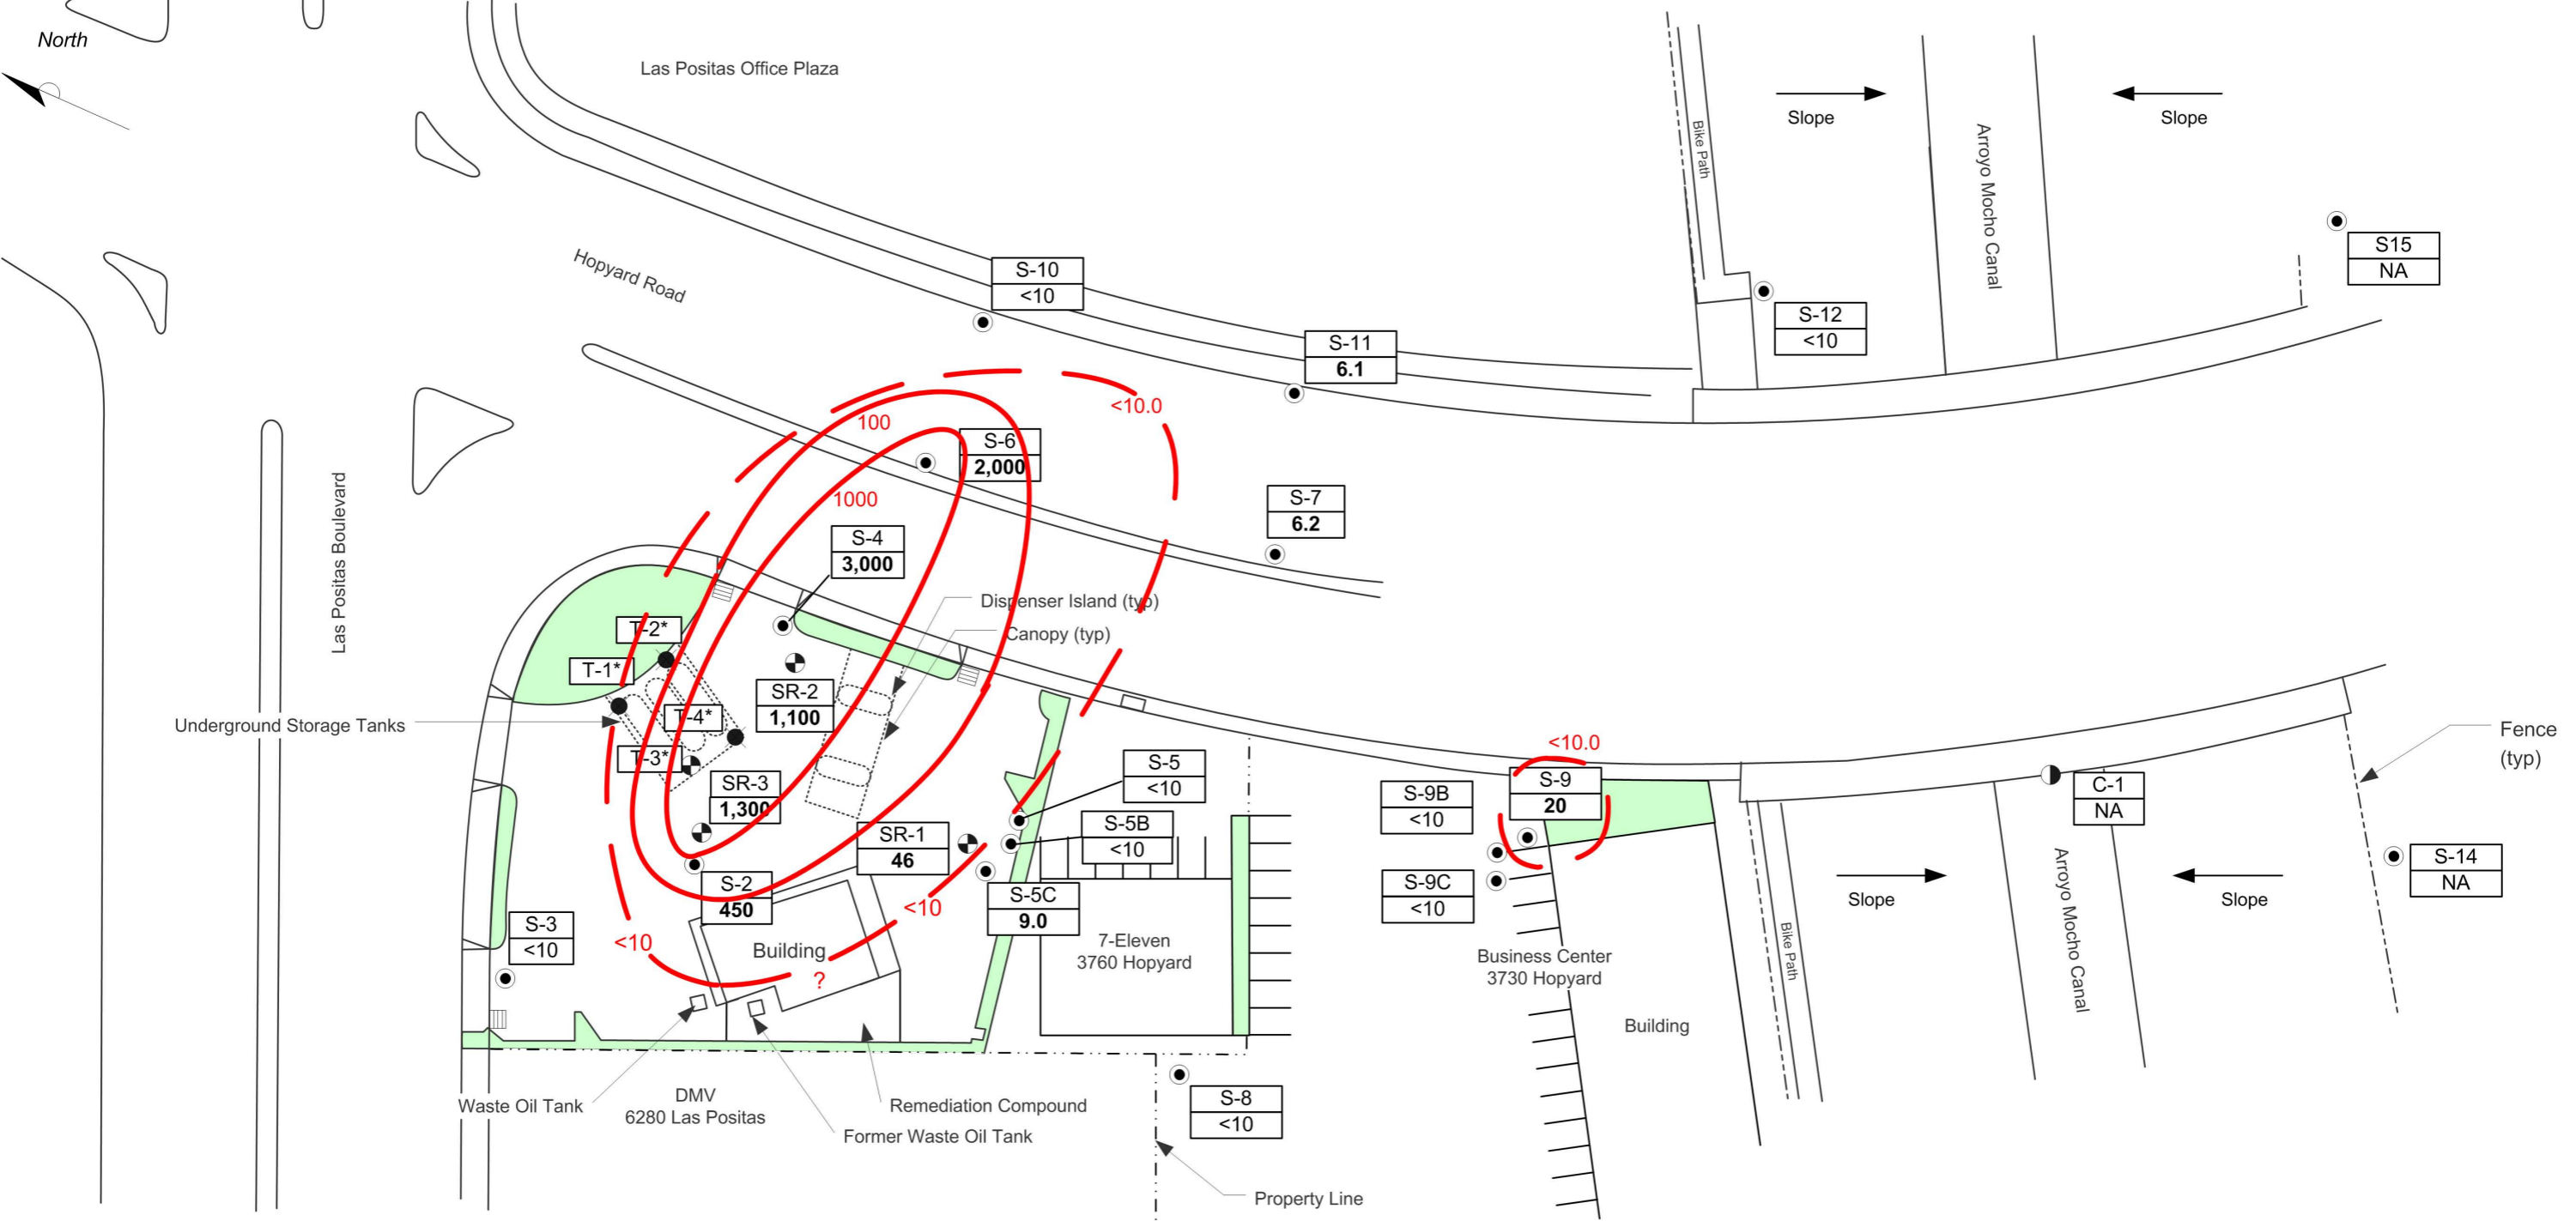 North
Las Positas Office Plaza
Slope
Slope
Bike Path
Arroyo Mocho Canal
S15
NA
Hopyard Road
S-10
<10
S-12
<10
S-11
6.1
<10.0
100
S-6
2,000
1000
S-7
6.2
Las Positas Boulevard
S-4
3,000
Dispenser Island (typ)
Canopy (typ)
T-2*
T-1*
SR-2
1,100
T-4*
Underground Storage Tanks
T-3*
SR-3
1,300
S-5
<10
S-5B
<10
SR-1
46
S-5C
9.0
S-2
450
<10
S-3
<10
<10
Building
?
7-Eleven
3760 Hopyard
<10.0
S-9
20
S-9B
<10
S-9C
<10
Business Center
3730 Hopyard
Building
Bike Path
Slope
Arroyo Mocho Canal
Slope
C-1
NA
Fence
(typ)
S-14
NA
Waste Oil Tank
DMV
6280 Las Positas
Remediation Compound
Former Waste Oil Tank
S-8
<10
Property Line